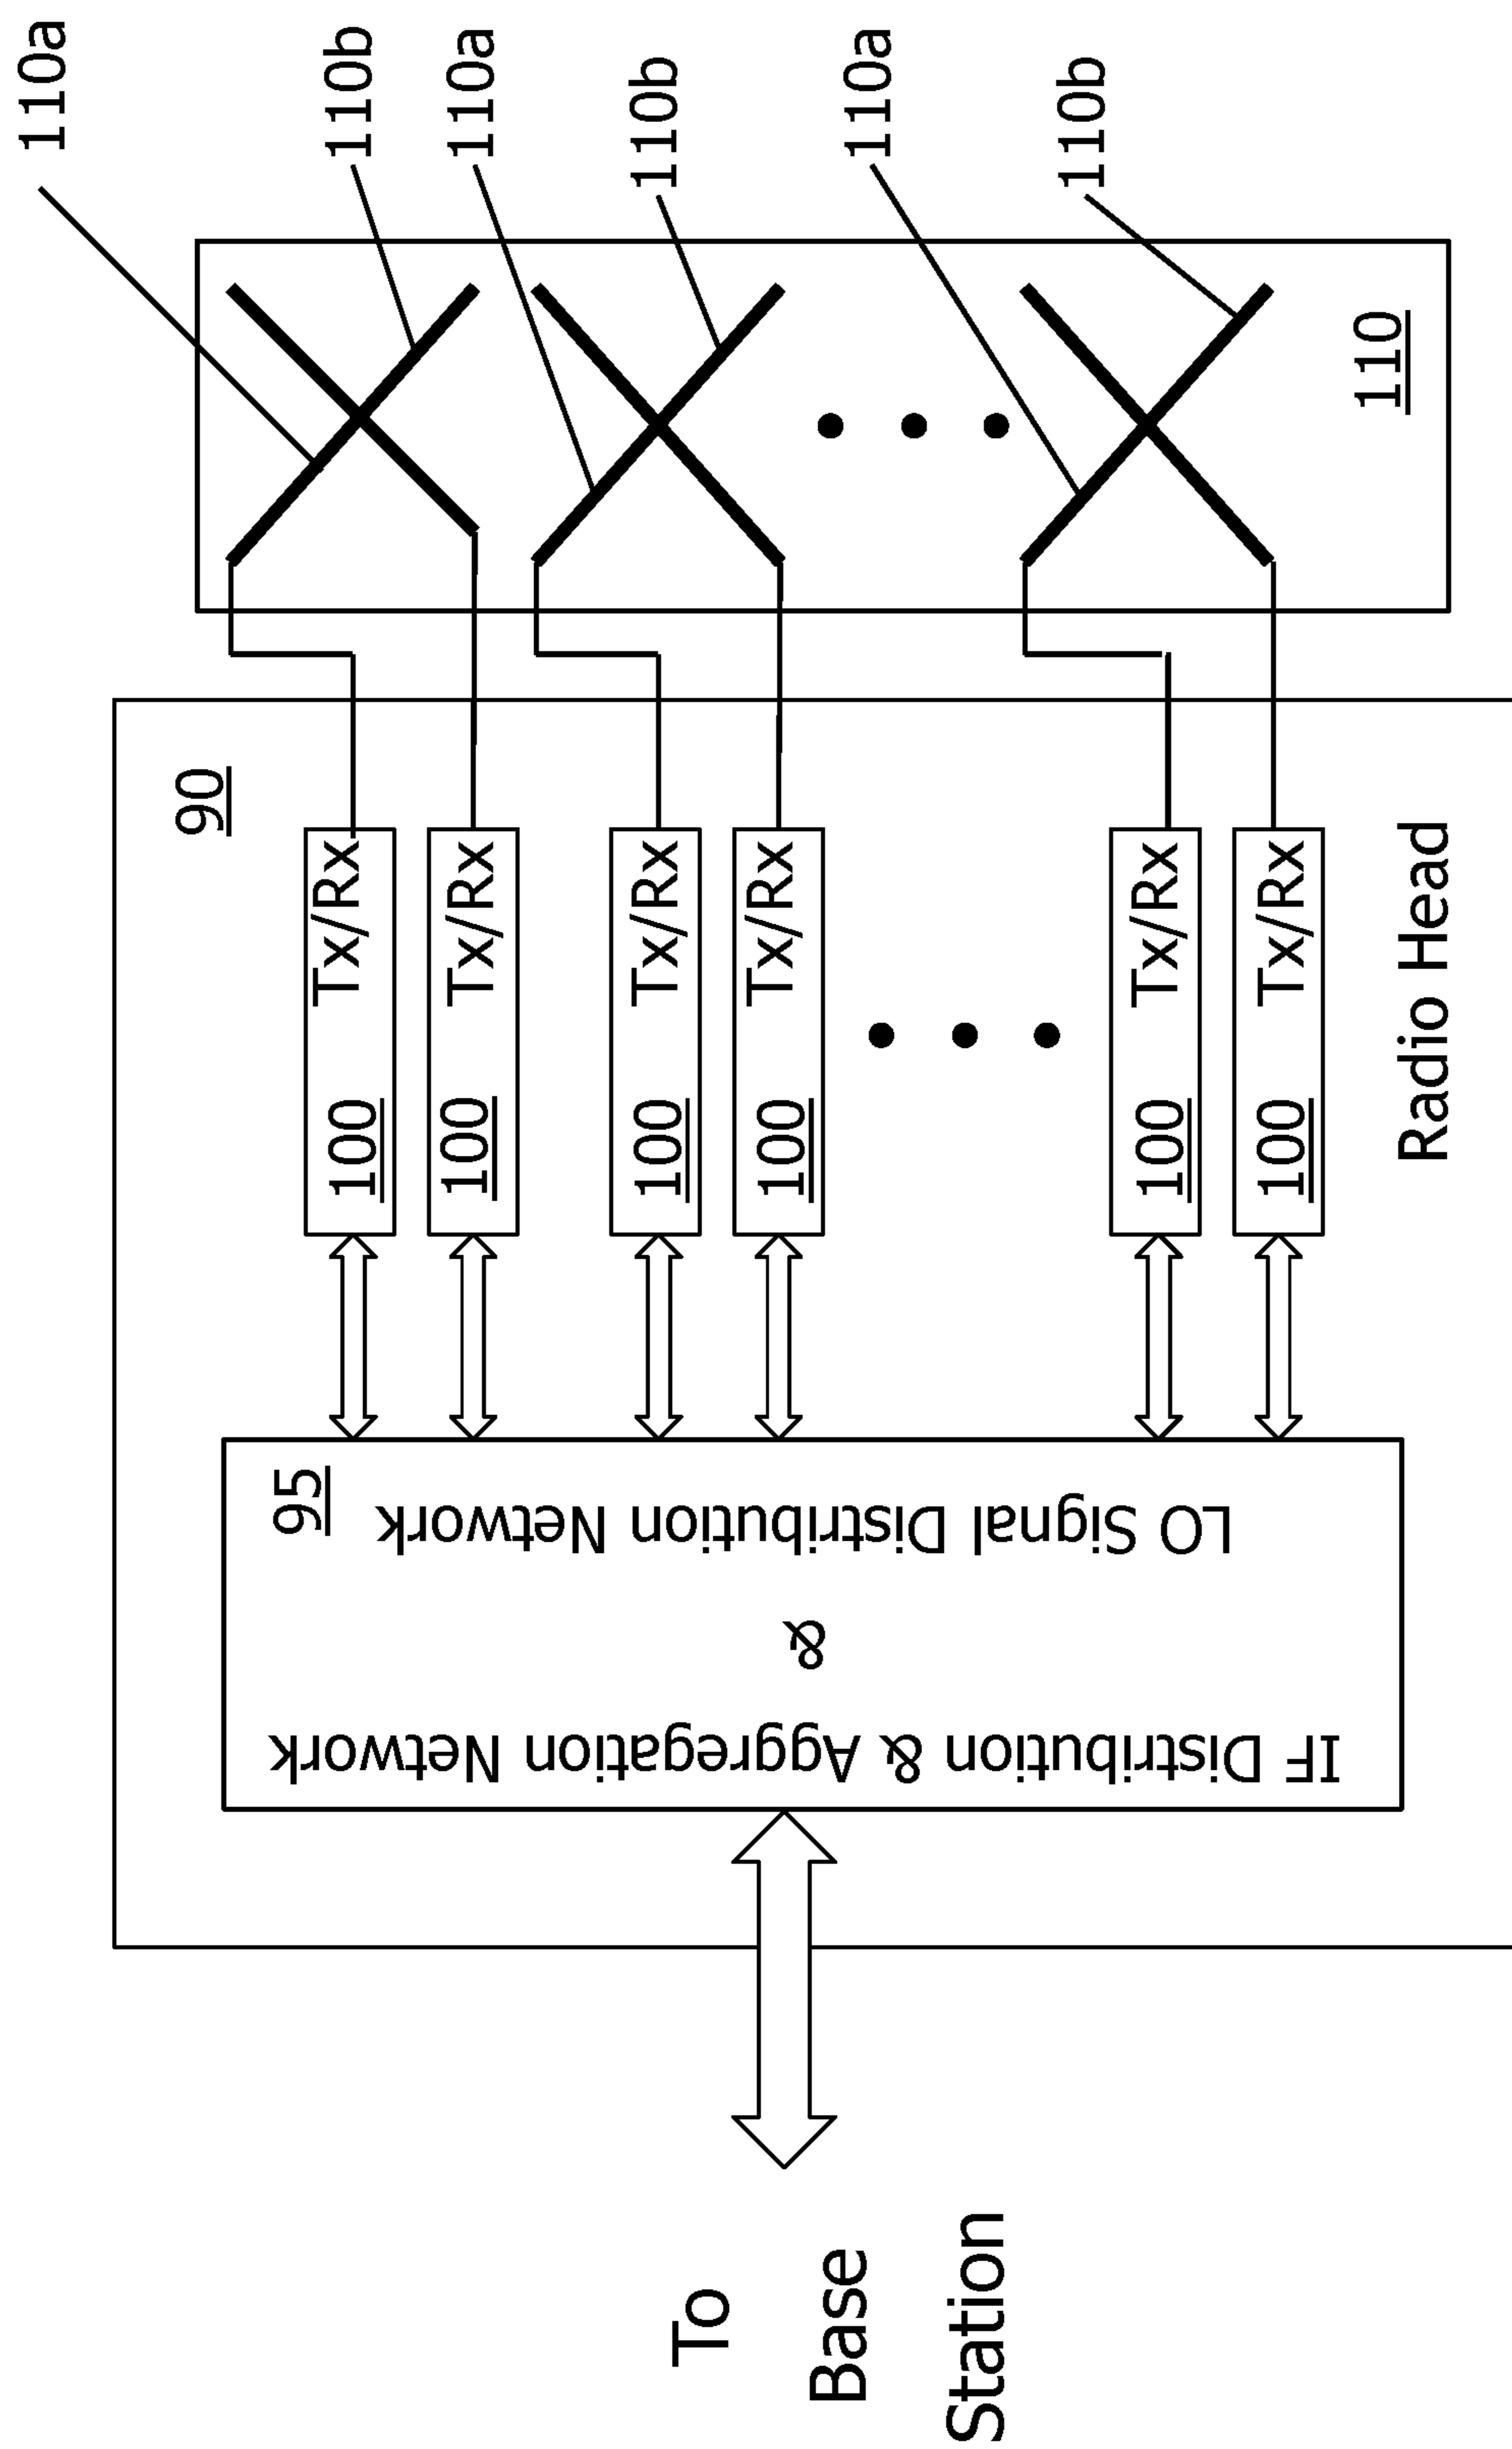 110a
110b
110a
110b
110a
110b
110
90
100 Tx/Rx
100 Tx/Rx
100 Tx/Rx
100 Tx/Rx
100 Tx/Rx
100 Tx/Rx
Radio Head
95
IF Distribution & Aggregation Network
&
LO Signal Distribution Network
To
Base
Station